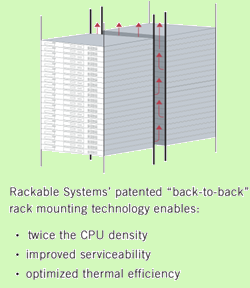 Rackable Systems' patented "back-to-back"
rack mounting technology enables:
• twice the CPU density
• improved serviceability
• optimized thermal efficiency